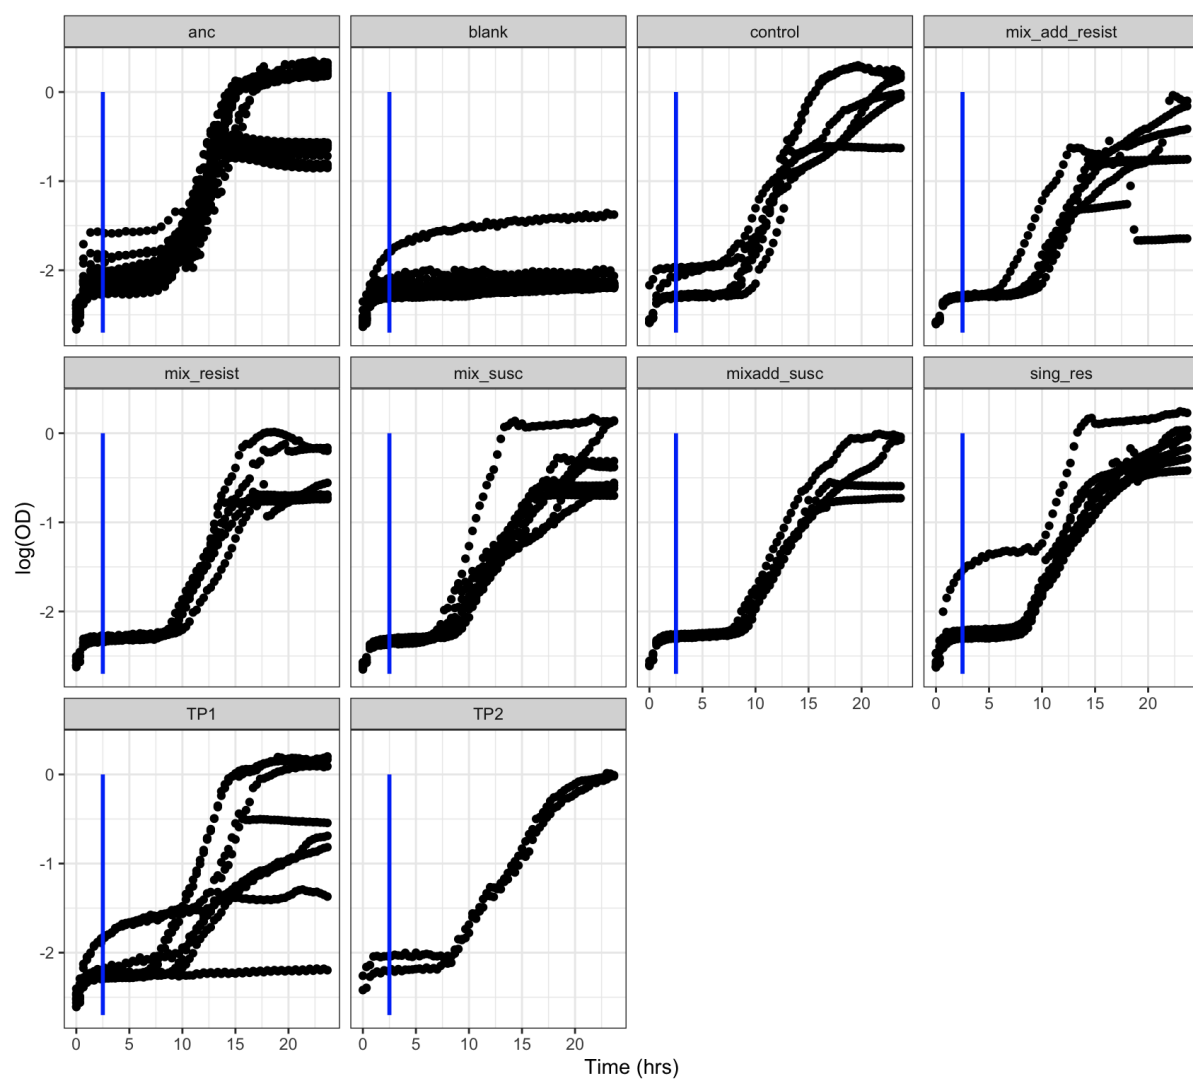 anc blank control mix_add_resist
0
-1
-2
mix_resist mix_susc mixadd_susc sing_res
0
-1
-2
0 5 10 15 20 0 5 10 15 20
TP1 TP2
0
-1
-2
0 5 10 15 20 0 5 10 15 20
Time (hrs)
log(OD)